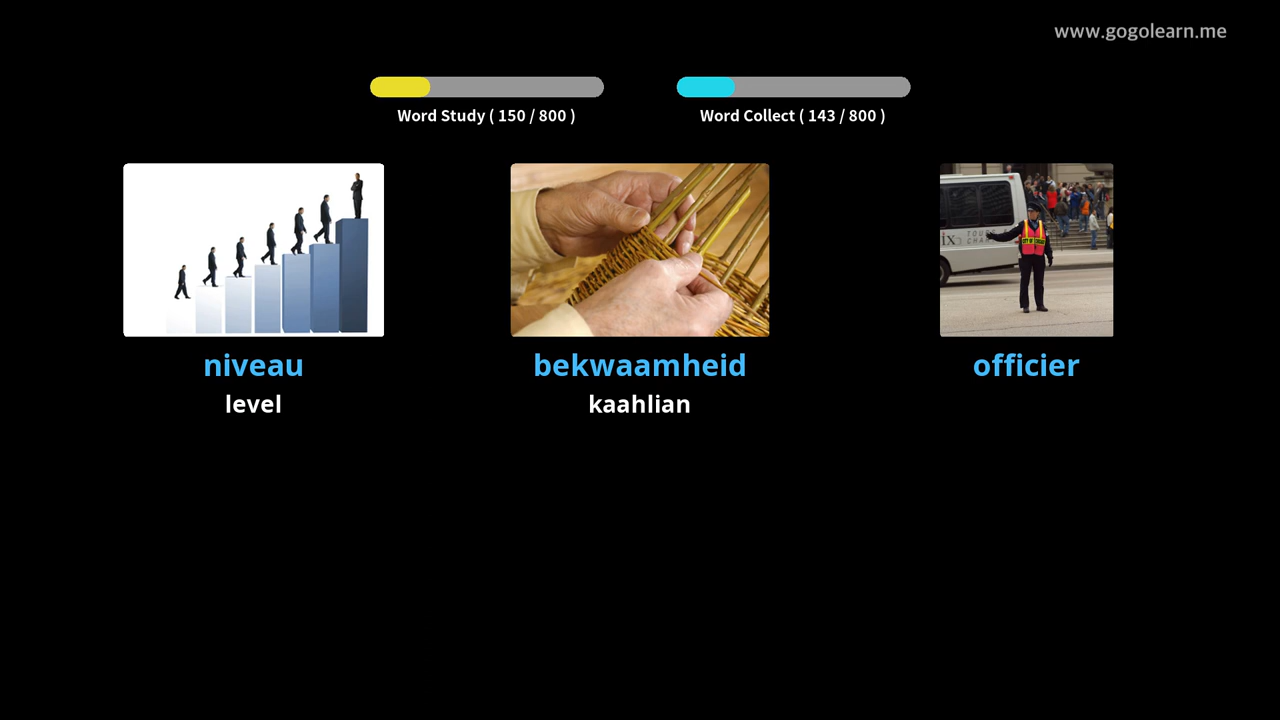 www.gogolearn.me
Word Study ( 150 / 800 )
Word Collect ( 143 / 800 )
niveau
level
bekwaamheid
kaahlian
officier